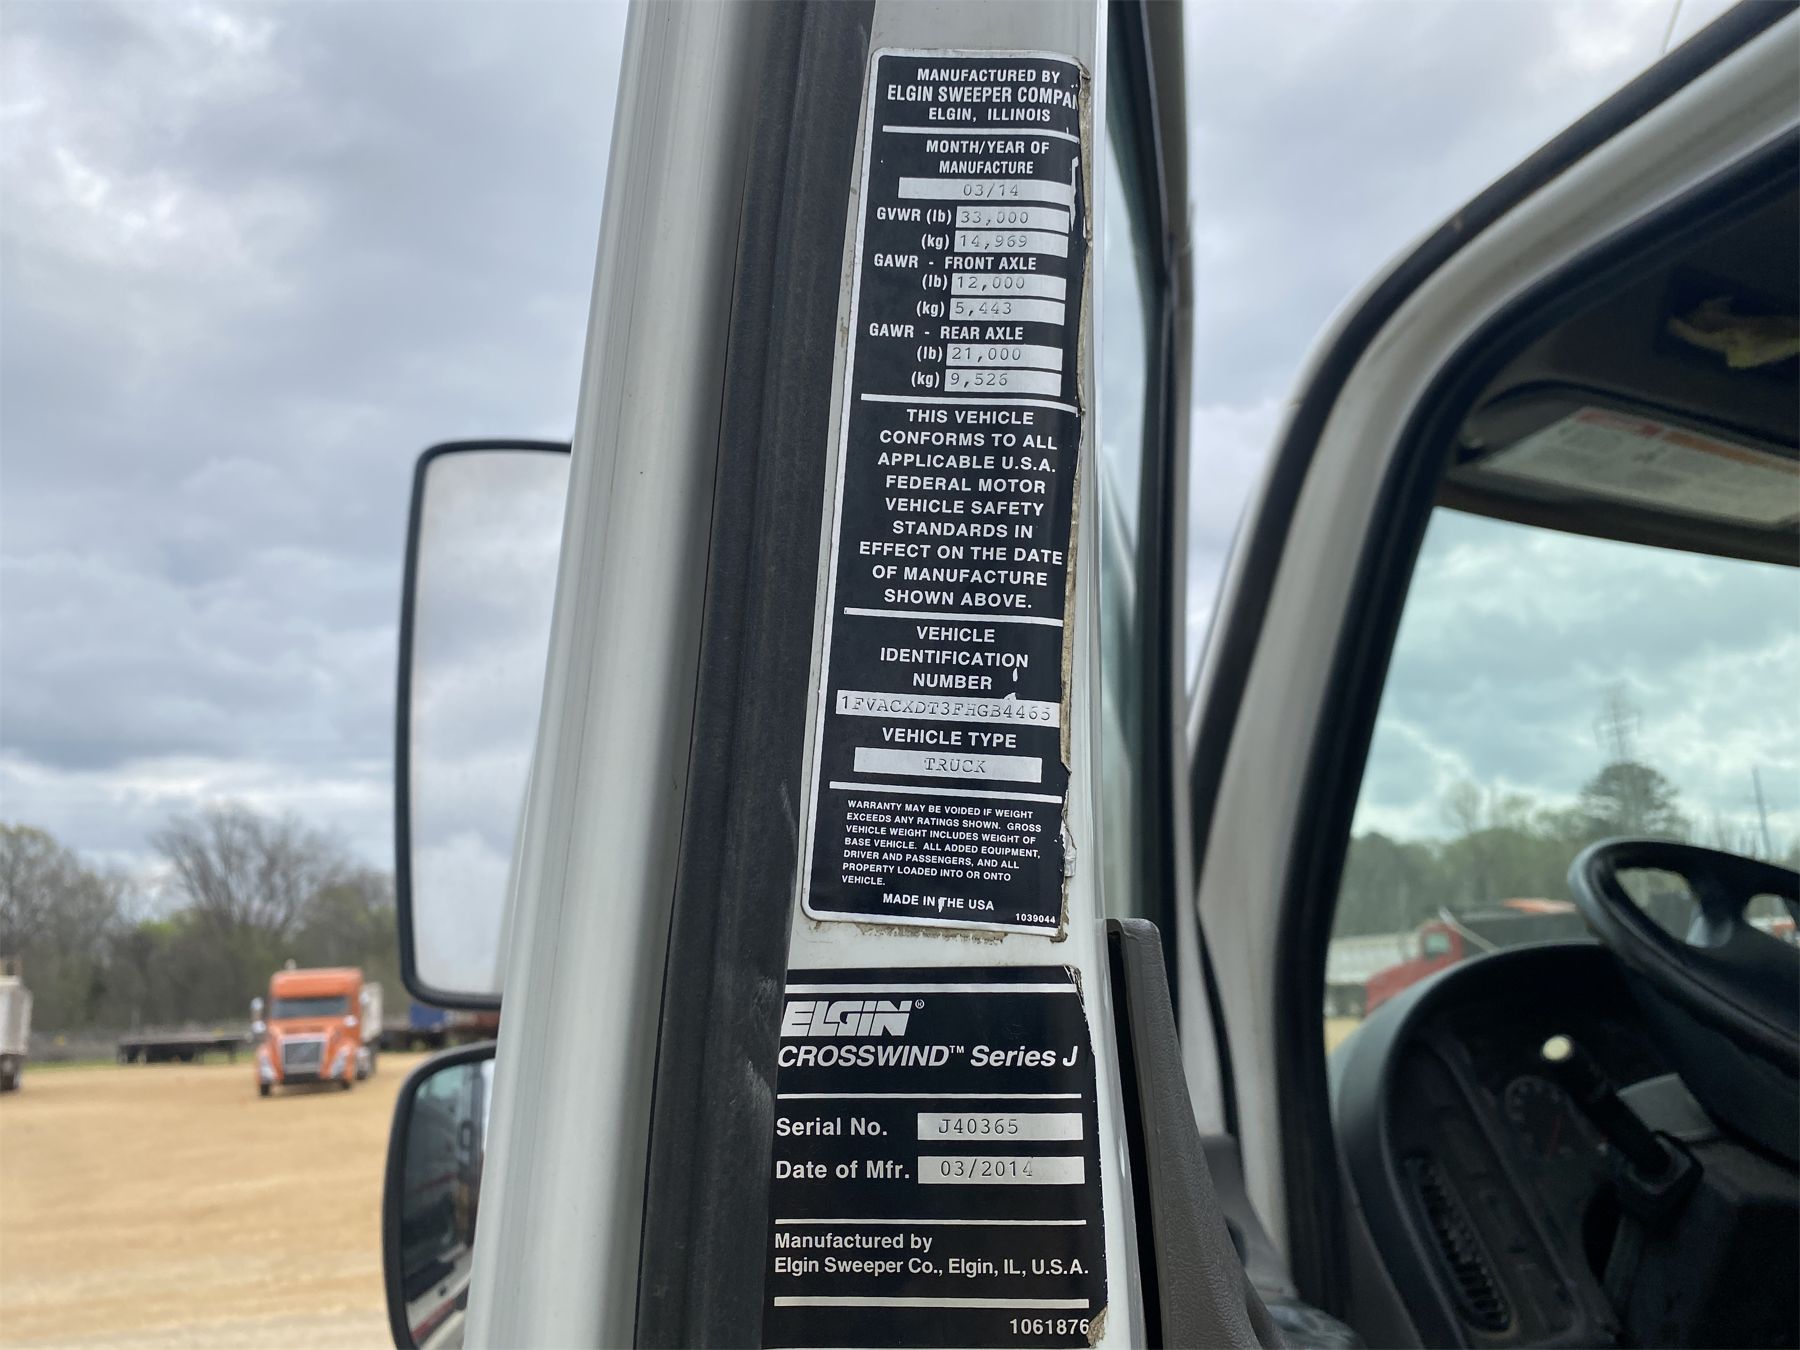 MANUFACTURED BY
ELGIN SWEEPER COMPAN
ELGIN, ILLINOIS
MONTH/YEAR OF
MANUFACTURE
03/14
GVWR (lb) 33,000
(kg) 14,969
GAWR - FRONT AXLE
(lb) 12,000
(kg) 5,443
GAWR - REAR AXLE
(lb) 21,000
(kg) 9,526
THIS VEHICLE
CONFORMS TO ALL
APPLICABLE U.S.A.
FEDERAL MOTOR
VEHICLE SAFETY
STANDARDS IN
EFFECT ON THE DATE
OF MANUFACTURE
SHOWN ABOVE.
VEHICLE
IDENTIFICATION
NUMBER
1FVACXDT3FHGB4465
VEHICLE TYPE
TRUCK
WARRANTY MAY BE VOIDED IF WEIGHT
EXCEEDS ANY RATINGS SHOWN. GROSS
VEHICLE WEIGHT INCLUDES WEIGHT OF
BASE VEHICLE. ALL ADDED EQUIPMENT,
DRIVER AND PASSENGERS, AND ALL
PROPERTY LOADED INTO OR ONTO
VEHICLE.
MADE IN THE USA
1039044
ELGIN®
CROSSWIND™ Series J
Serial No. J40365
Date of Mfr. 03/2014
Manufactured by
Elgin Sweeper Co., Elgin, IL, U.S.A.
1061876